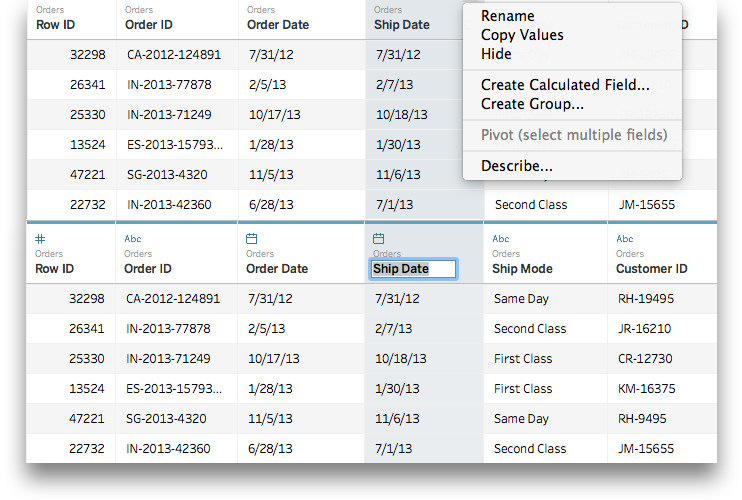 Orders Orders Orders Orders
Row ID Order ID Order Date Ship Date
Rename
Copy Values
Hide
Create Calculated Field...
Create Group...
Pivot (select multiple fields)
Describe...
32298 CA-2012-124891 7/31/12 7/31/12
26341 IN-2013-77878 2/5/13 2/7/13
25330 IN-2013-71249 10/17/13 10/18/13
13524 ES-2013-15793... 1/28/13 1/30/13
47221 SG-2013-4320 11/5/13 11/6/13
22732 IN-2013-42360 6/28/13 7/1/13 Second Class JM-15655
# Abc Abc Abc
Orders Orders Orders Orders Orders Orders
Row ID Order ID Order Date Ship Date Ship Mode Customer ID
32298 CA-2012-124891 7/31/12 7/31/12 Same Day RH-19495
26341 IN-2013-77878 2/5/13 2/7/13 Second Class JR-16210
25330 IN-2013-71249 10/17/13 10/18/13 First Class CR-12730
13524 ES-2013-15793... 1/28/13 1/30/13 First Class KM-16375
47221 SG-2013-4320 11/5/13 11/6/13 Same Day RH-9495
22732 IN-2013-42360 6/28/13 7/1/13 Second Class JM-15655